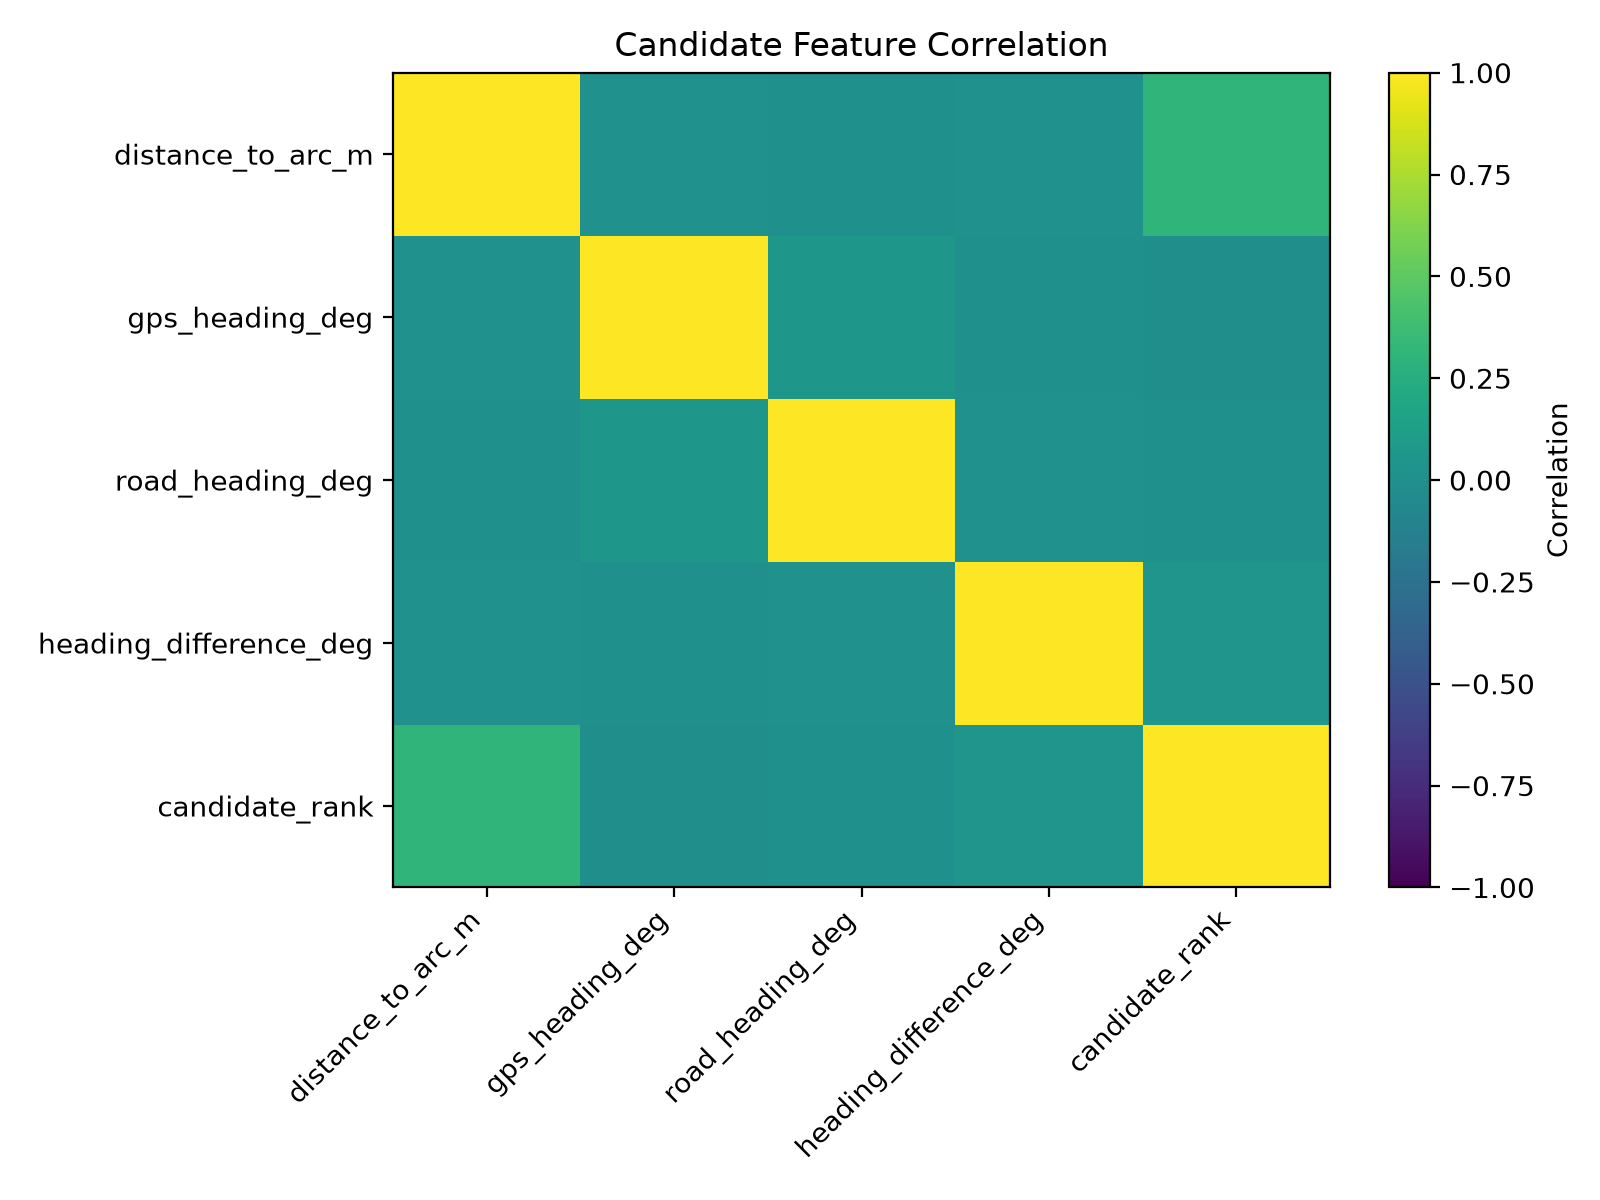 Candidate Feature Correlation
distance_to_arc_m
gps_heading_deg
road_heading_deg
heading_difference_deg
candidate_rank
distance_to_arc_m
gps_heading_deg
road_heading_deg
heading_difference_deg
candidate_rank
1.00
0.75
0.50
0.25
0.00
−0.25
−0.50
−0.75
−1.00
Correlation